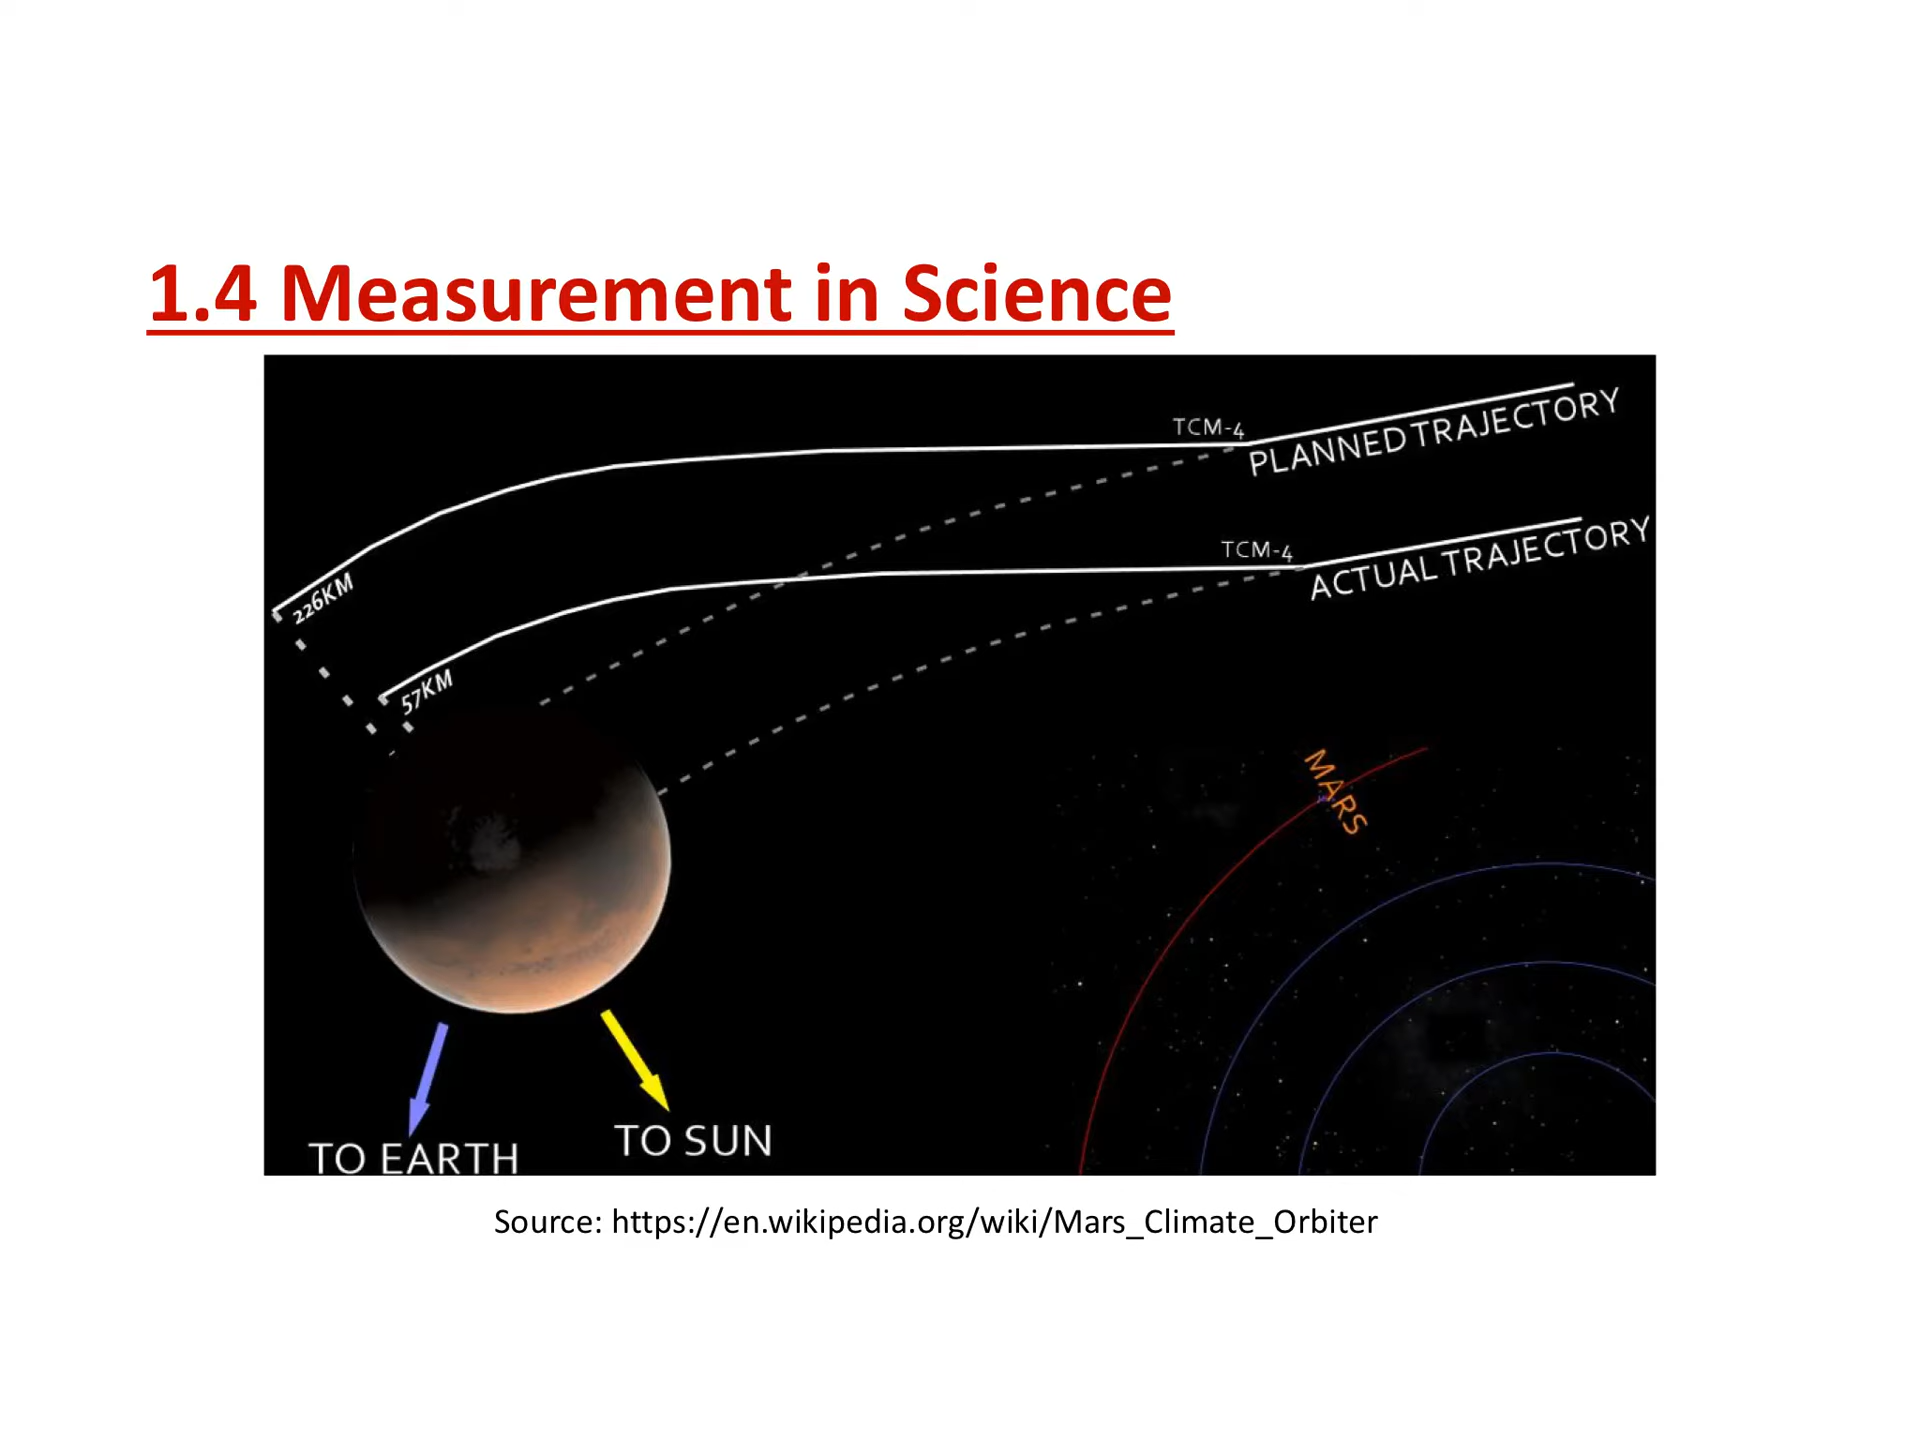 1.4 Measurement in Science
TCM-4
PLANNED TRAJECTORY
TCM-4
ACTUAL TRAJECTORY
226KM
57KM
MARS
TO EARTH
TO SUN
Source: https://en.wikipedia.org/wiki/Mars_Climate_Orbiter